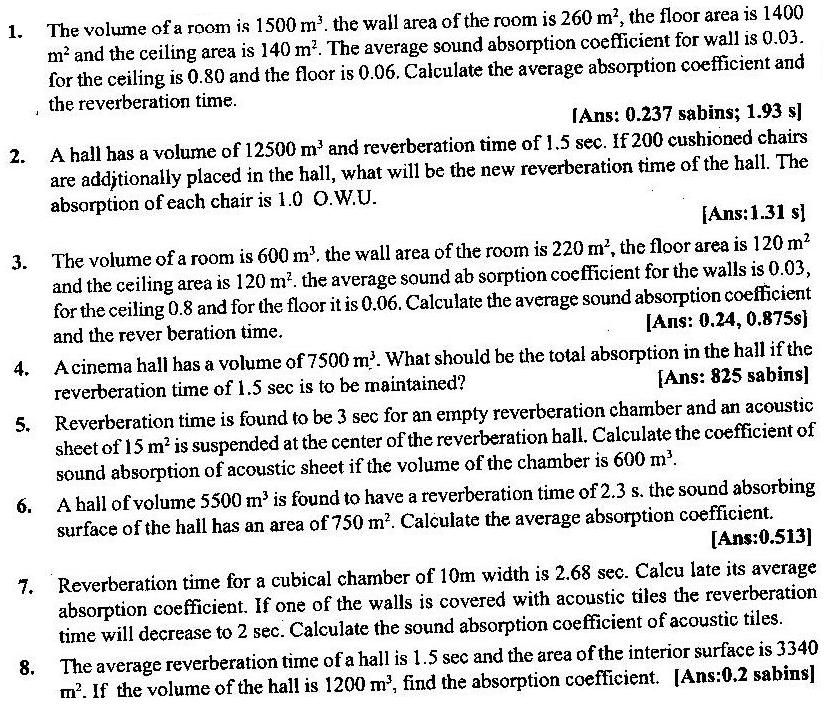 1. The volume of a room is 1500 m³. the wall area of the room is 260 m², the floor area is 1400
m² and the ceiling area is 140 m². The average sound absorption coefficient for wall is 0.03.
for the ceiling is 0.80 and the floor is 0.06. Calculate the average absorption coefficient and
the reverberation time.
[Ans: 0.237 sabins; 1.93 s]
2. A hall has a volume of 12500 m³ and reverberation time of 1.5 sec. If 200 cushioned chairs
are addjtionally placed in the hall, what will be the new reverberation time of the hall. The
absorption of each chair is 1.0 O.W.U.
[Ans:1.31 s]
3. The volume of a room is 600 m³. the wall area of the room is 220 m², the floor area is 120 m²
and the ceiling area is 120 m². the average sound ab sorption coefficient for the walls is 0.03,
for the ceiling 0.8 and for the floor it is 0.06. Calculate the average sound absorption coefficient
and the rever beration time. [Ans: 0.24, 0.875s]
4. A cinema hall has a volume of 7500 m³. What should be the total absorption in the hall if the
reverberation time of 1.5 sec is to be maintained? [Ans: 825 sabins]
5. Reverberation time is found to be 3 sec for an empty reverberation chamber and an acoustic
sheet of 15 m² is suspended at the center of the reverberation hall. Calculate the coefficient of
sound absorption of acoustic sheet if the volume of the chamber is 600 m³.
6. A hall of volume 5500 m³ is found to have a reverberation time of 2.3 s. the sound absorbing
surface of the hall has an area of 750 m². Calculate the average absorption coefficient.
[Ans:0.513]
7. Reverberation time for a cubical chamber of 10m width is 2.68 sec. Calcu late its average
absorption coefficient. If one of the walls is covered with acoustic tiles the reverberation
time will decrease to 2 sec. Calculate the sound absorption coefficient of acoustic tiles.
8. The average reverberation time of a hall is 1.5 sec and the area of the interior surface is 3340
m². If the volume of the hall is 1200 m³, find the absorption coefficient. [Ans:0.2 sabins]